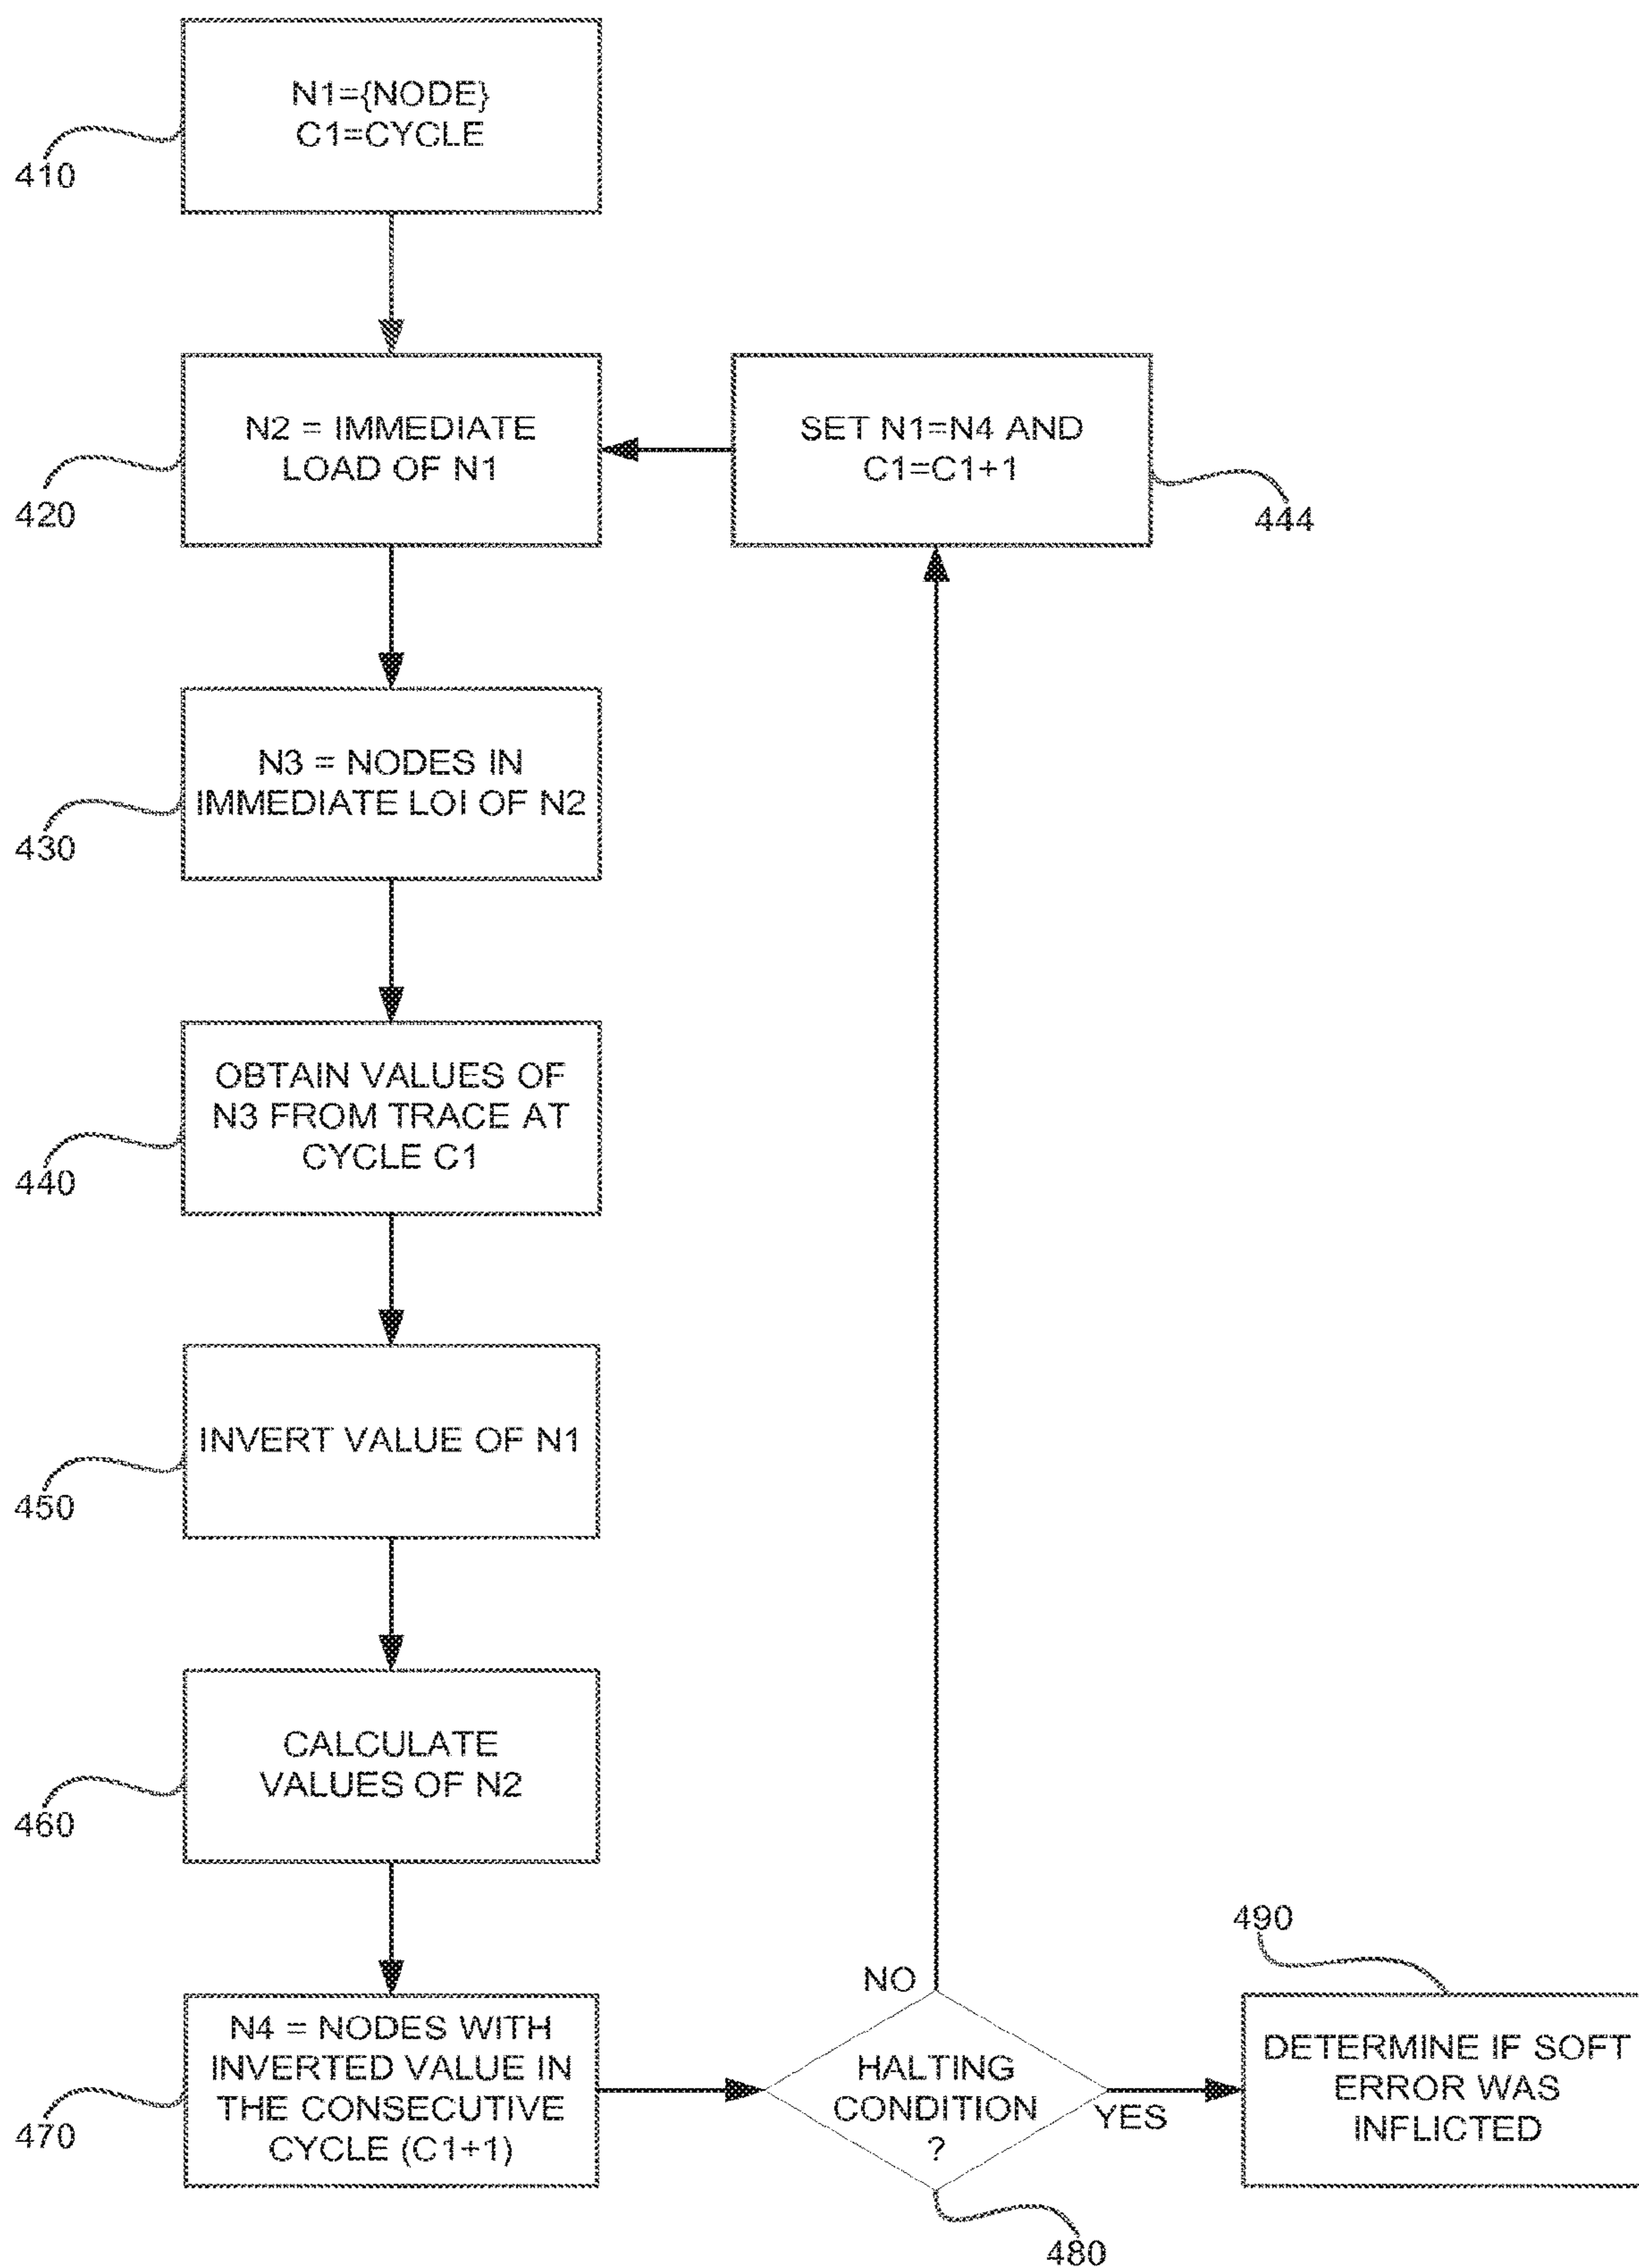 N1={NODE}
C1=CYCLE
410
N2 = IMMEDIATE
LOAD OF N1
420
SET N1=N4 AND
C1=C1+1
444
N3 = NODES IN
IMMEDIATE LOI OF N2
430
OBTAIN VALUES OF
N3 FROM TRACE AT
CYCLE C1
440
INVERT VALUE OF N1
450
CALCULATE
VALUES OF N2
460
N4 = NODES WITH
INVERTED VALUE IN
THE CONSECUTIVE
CYCLE (C1+1)
470
NO
HALTING
CONDITION
?
YES
480
490
DETERMINE IF SOFT
ERROR WAS
INFLICTED